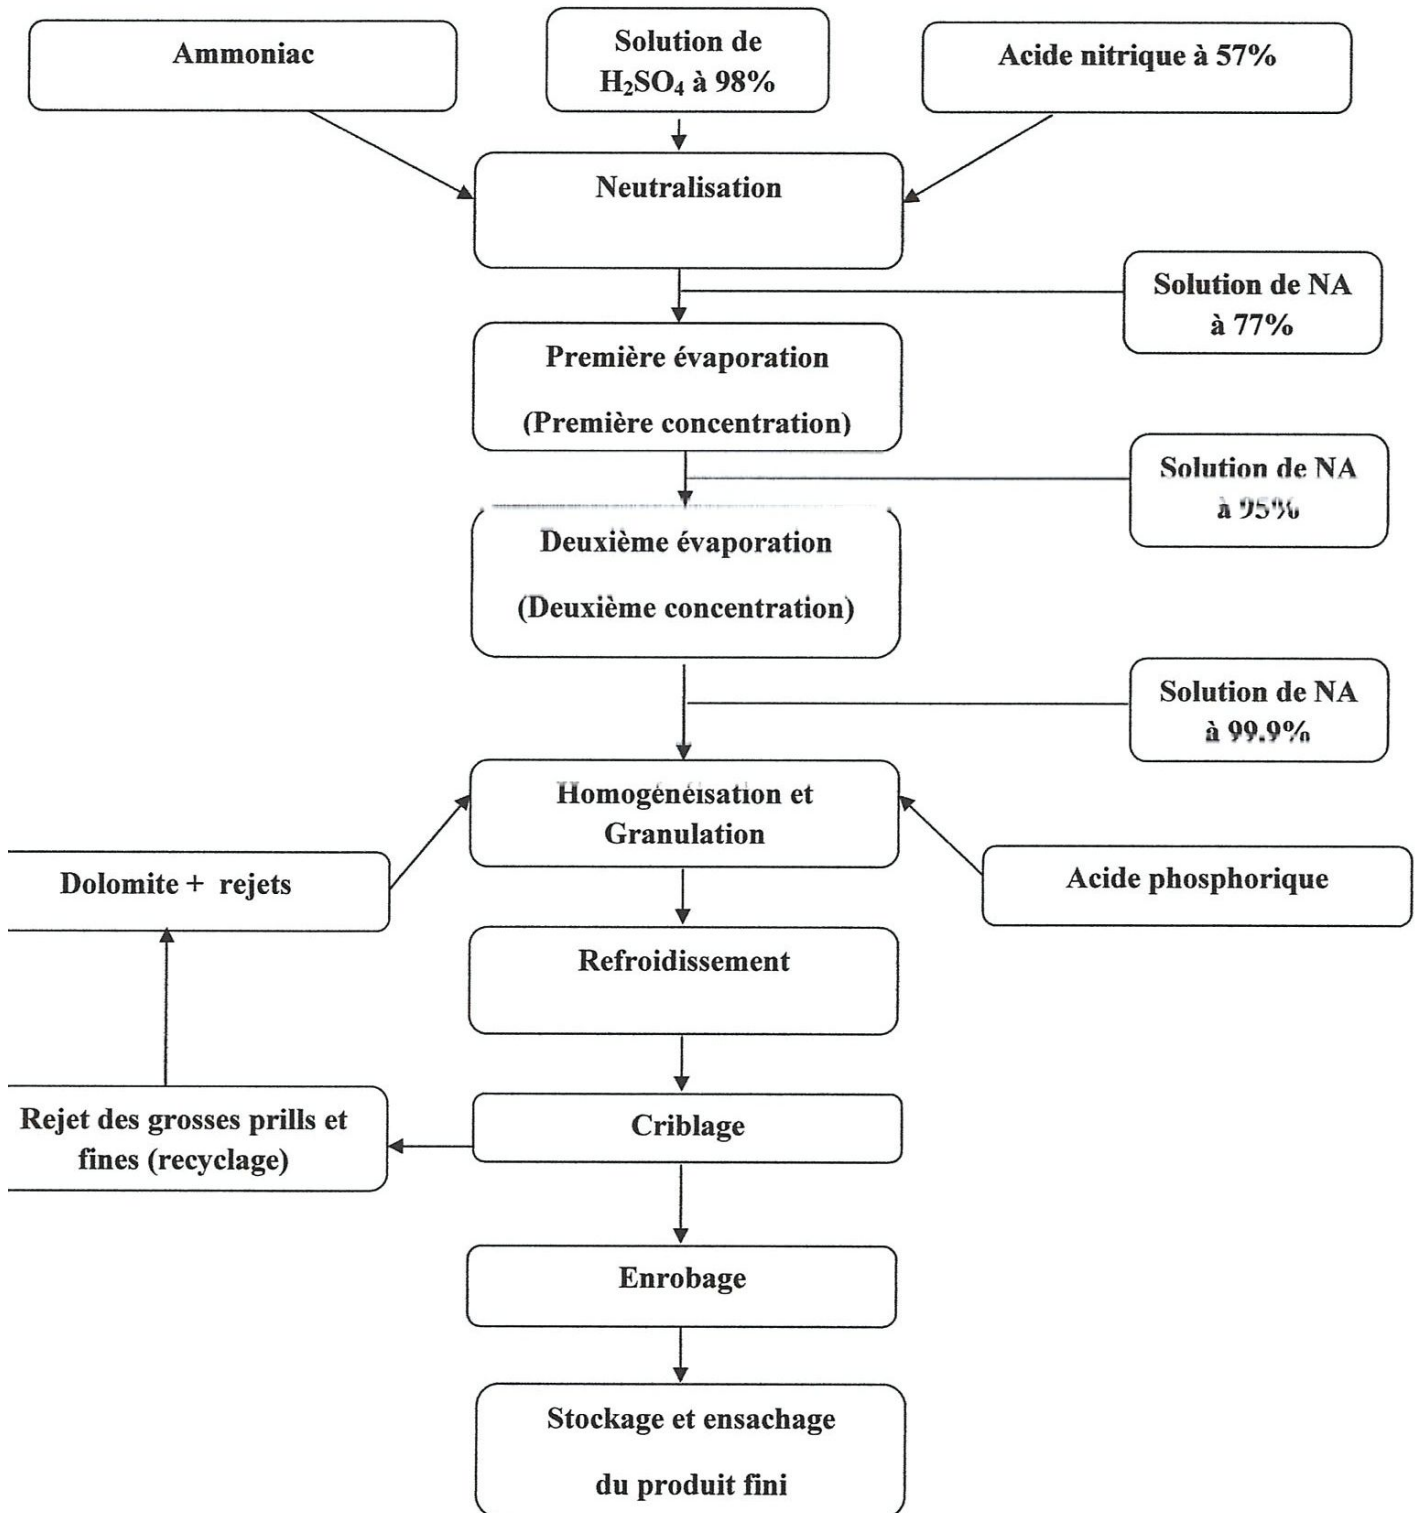 Ammoniac
Solution de
H₂SO₄ à 98%
Acide nitrique à 57%
Neutralisation
Solution de NA
à 77%
Première évaporation
(Première concentration)
Solution de NA
à 95%
Deuxième évaporation
(Deuxième concentration)
Solution de NA
à 99.9%
Homogénéisation et
Granulation
Dolomite + rejets
Acide phosphorique
Refroidissement
Rejet des grosses prills et
fines (recyclage)
Criblage
Enrobage
Stockage et ensachage
du produit fini